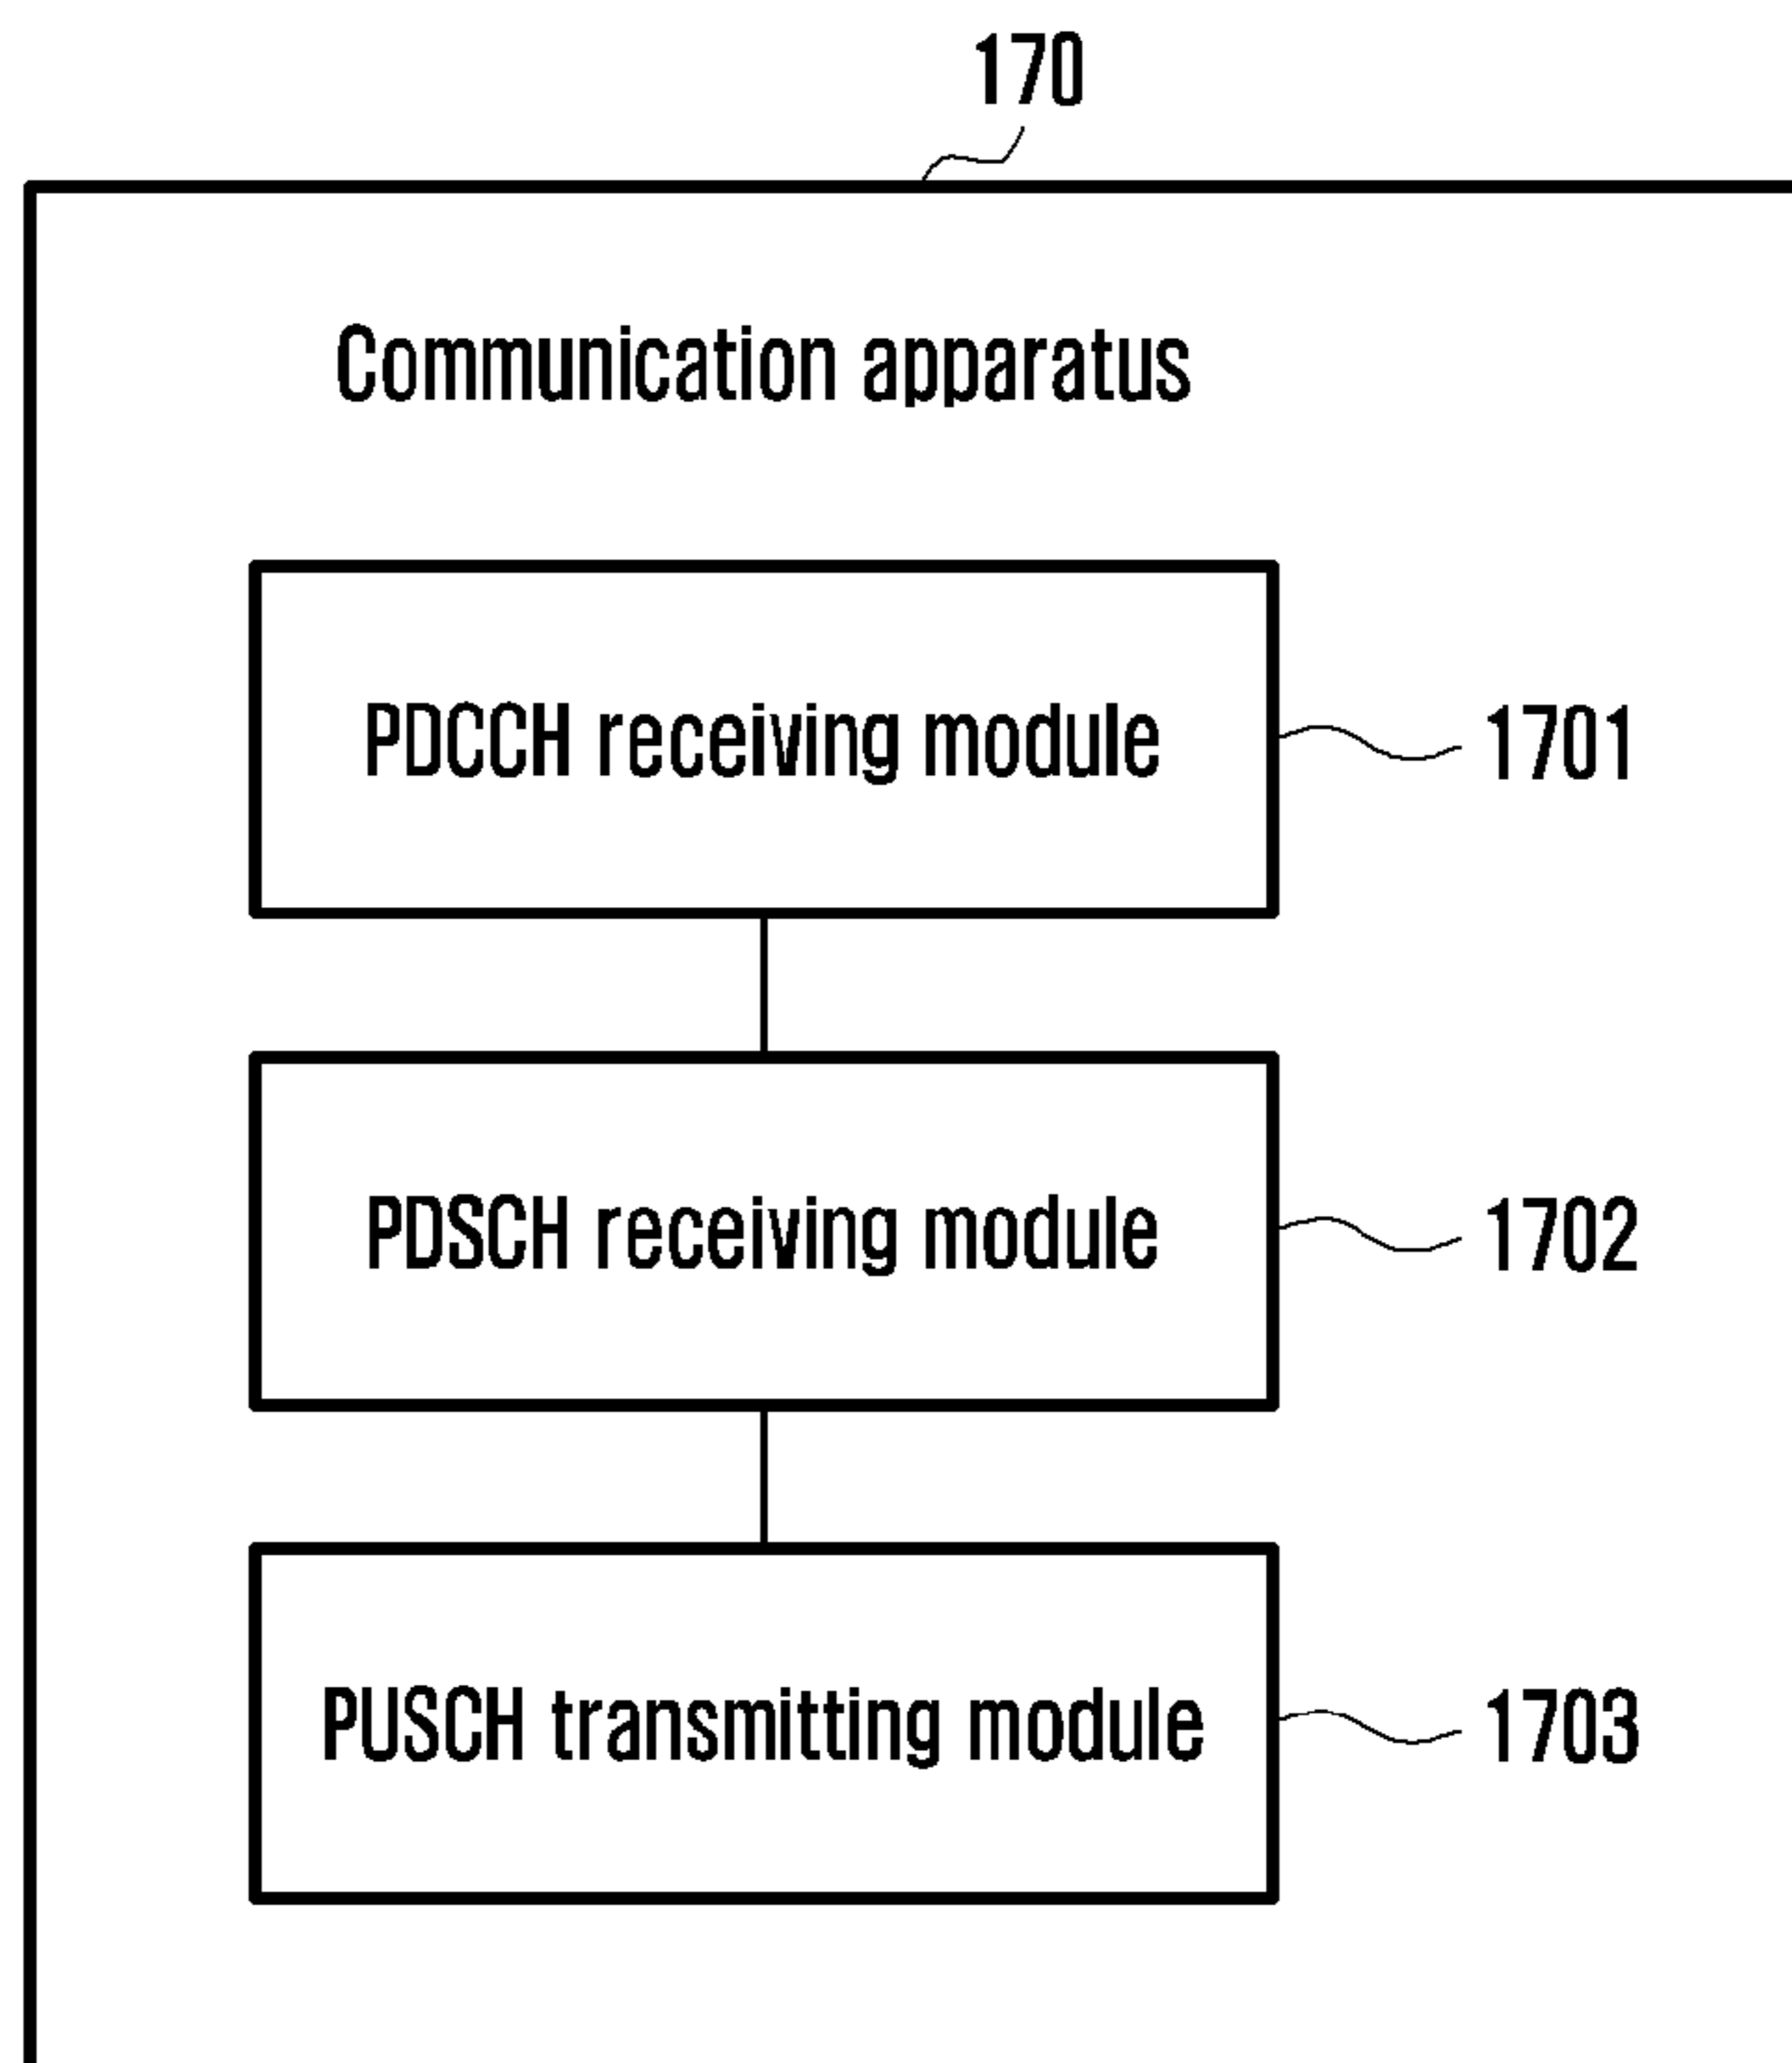 170
Communication apparatus
PDCCH receiving module
1701
PDSCH receiving module
1702
PUSCH transmitting module
1703